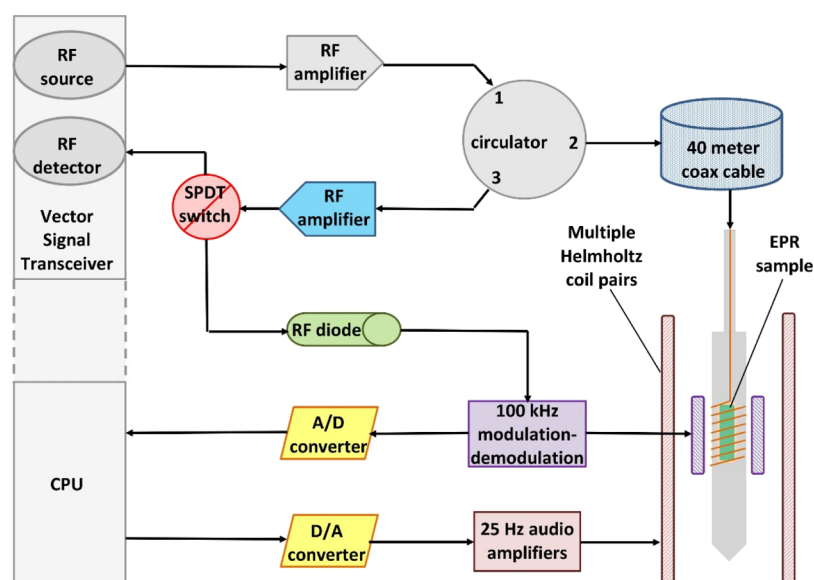 RF
source
RF
amplifier
1
circulator
2
3
40 meter
coax cable
RF
detector
SPDT
switch
RF
amplifier
Vector
Signal
Transceiver
Multiple
Helmholtz
coil pairs
EPR
sample
RF diode
100 kHz
modulation-
demodulation
A/D
converter
CPU
D/A
converter
25 Hz audio
amplifiers